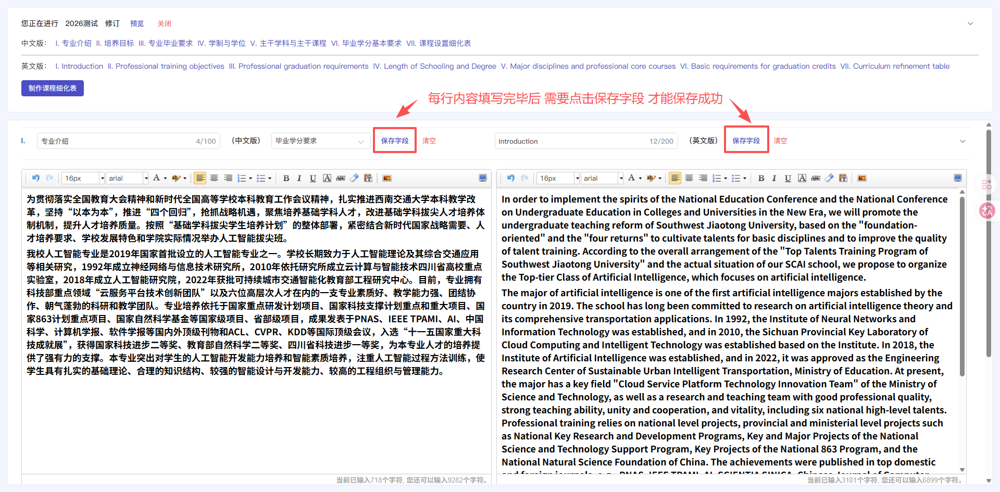 您正在进行 2026测试 修订 预览 关闭
中文版： I. 专业介绍 II. 培养目标 III. 专业毕业要求 IV. 学制与学位 V. 主干学科与主干课程 VI. 毕业学分基本要求 VII. 课程设置细化表
英文版： I. Introduction II. Professional training objectives III. Professional graduation requirements IV. Length of Schooling and Degree V. Major disciplines and professional core courses VI. Basic requirements for graduation credits VII. Curriculum refinement table
制作课程细化表
每行内容填写完毕后 需要点击保存字段 才能保存成功
I. 专业介绍 4/100 （中文版） 毕业学分要求 保存字段 清空 Introduction 12/200 （英文版） 保存字段 清空
16px arial A ab B I U A ABC T
16px arial A ab B I U A ABC T
为贯彻落实全国教育大会精神和新时代全国高等学校本科教育工作会议精神，扎实推进西南交通大学本科教学改
革，坚持“以本为本”，推进“四个回归”，抢抓战略机遇，聚焦培养基础学科人才，改进基础学科拔尖人才培养体
制机制，提升人才培养质量。按照“基础学科拔尖学生培养计划”的整体部署，紧密结合新时代国家战略需要、人
才培养要求、学校发展特色和学院实际情况举办人工智能拔尖班。
我校人工智能专业是2019年国家首批设立的人工智能专业之一。学校长期致力于人工智能理论及其综合交通应用
等相关研究，1992年成立神经网络与信息技术研究所，2010年依托研究所成立云计算与智能技术四川省高校重点
实验室，2018年成立人工智能研究院，2022年获批可持续城市交通智能化教育部工程研究中心。目前，专业拥有
科技部重点领域“云服务平台技术创新团队”以及六位高层次人才在内的一支专业素质好、教学能力强、团结协
作、朝气蓬勃的科研和教学团队。专业培养依托于国家重点研发计划项目、国家科技支撑计划重点和重大项目、国
家863计划重点项目、国家自然科学基金等国家级项目、省部级项目，成果发表于PNAS、IEEE TPAMI、AI、中国
科学、计算机学报、软件学报等国内外顶级刊物和ACL、CVPR、KDD等国际顶级会议，入选“十一五国家重大科
技成就展”，获得国家科技进步二等奖、教育部自然科学二等奖、四川省科技进步一等奖，为本专业人才的培养提
供了强有力的支撑。本专业突出对学生的人工智能开发能力培养和智能素质培养，注重人工智能过程方法训练，使
学生具有扎实的基础理论、合理的知识结构、较强的智能设计与开发能力、较高的工程组织与管理能力。
当前已输入718个字符, 您还可以输入9282个字符。
In order to implement the spirits of the National Education Conference and the National Conference
on Undergraduate Education in Colleges and Universities in the New Era, we will promote the
undergraduate teaching reform of Southwest Jiaotong University, based on the "foundation-
oriented" and the "four returns" to cultivate talents for basic disciplines and to improve the quality
of talent training. According to the overall arrangement of the "Top Talents Training Program of
Southwest Jiaotong University" and the actual situation of our SCAI school, we propose to organize
the Top-tier Class of Artificial Intelligence, which focuses on artificial intelligence.
The major of artificial intelligence is one of the first artificial intelligence majors established by the
country in 2019. The school has long been committed to research on artificial intelligence theory and
its comprehensive transportation applications. In 1992, the Institute of Neural Networks and
Information Technology was established, and in 2010, the Sichuan Provincial Key Laboratory of
Cloud Computing and Intelligent Technology was established based on the Institute. In 2018, the
Institute of Artificial Intelligence was established, and in 2022, it was approved as the Engineering
Research Center of Sustainable Urban Intelligent Transportation, Ministry of Education. At present,
the major has a key field "Cloud Service Platform Technology Innovation Team" of the Ministry of
Science and Technology, as well as a research and teaching team with good professional quality,
strong teaching ability, unity and cooperation, and vitality, including six national high-level talents.
Professional training relies on national level projects, provincial and ministerial level projects such
as National Key Research and Development Programs, Key and Major Projects of the National
Science and Technology Support Program, Key Projects of the National 863 Program, and the
National Natural Science Foundation of China. The achievements were published in top domestic
and foreign journals, e.g., PNAS, IEEE TPAMI, AI, SCIENTIA SINICA, Chinese Journal of Computer
当前已输入3101个字符, 您还可以输入6899个字符。